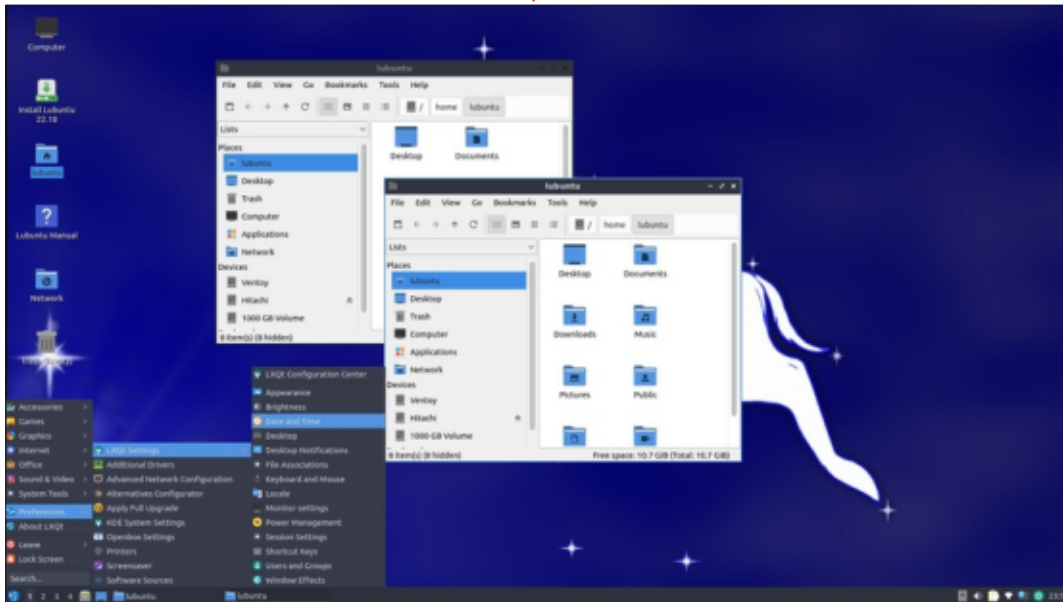 Computer
Install Lubuntu
22.10
lubuntu
Lubuntu Manual
Network
lubuntu
File Edit View Go Bookmarks Tools Help
/ home lubuntu
Lists
Places
lubuntu
Desktop
Trash
Computer
Applications
Network
Devices
Ventoy
Hitachi
1000 GB Volume
8 item(s) (8 hidden)
Desktop Documents
lubuntu
File Edit View Go Bookmarks Tools Help
/ home lubuntu
Lists
Places
lubuntu
Desktop
Trash
Computer
Applications
Network
Devices
Ventoy
Hitachi
1000 GB Volume
Desktop Documents
Downloads Music
Pictures Public
8 item(s) (8 hidden) Free space: 10.7 GiB (Total: 10.7 GiB)
Accessories
Games
Graphics
Internet
Office
Sound & Video
System Tools
Preferences
About LXQt
Leave
Lock Screen
Search...
LXQt Settings
Additional Drivers
Advanced Network Configuration
Alternatives Configurator
Apply Full Upgrade
KDE System Settings
Openbox Settings
Printers
Screensaver
Software Sources
LXQt Configuration Center
Appearance
Brightness
Date and Time
Desktop
Desktop Notifications
File Associations
Keyboard and Mouse
Locale
Monitor settings
Power Management
Session Settings
Shortcut Keys
Users and Groups
Window Effects
1 2 3 4 lubuntu lubuntu